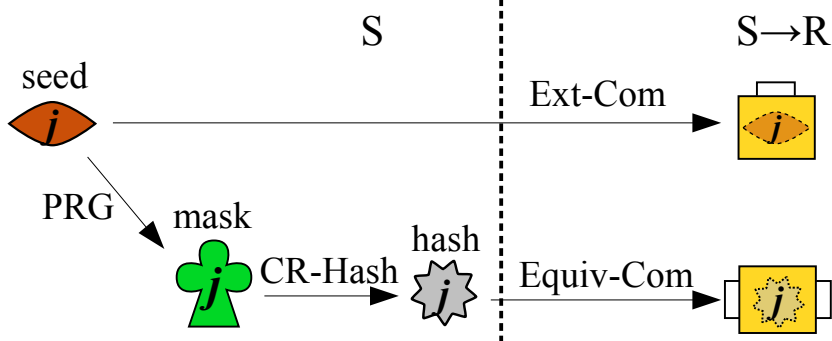 S
S→R
seed
Ext-Com
j
j
PRG
mask
hash
CR-Hash
Equiv-Com
j
j
j